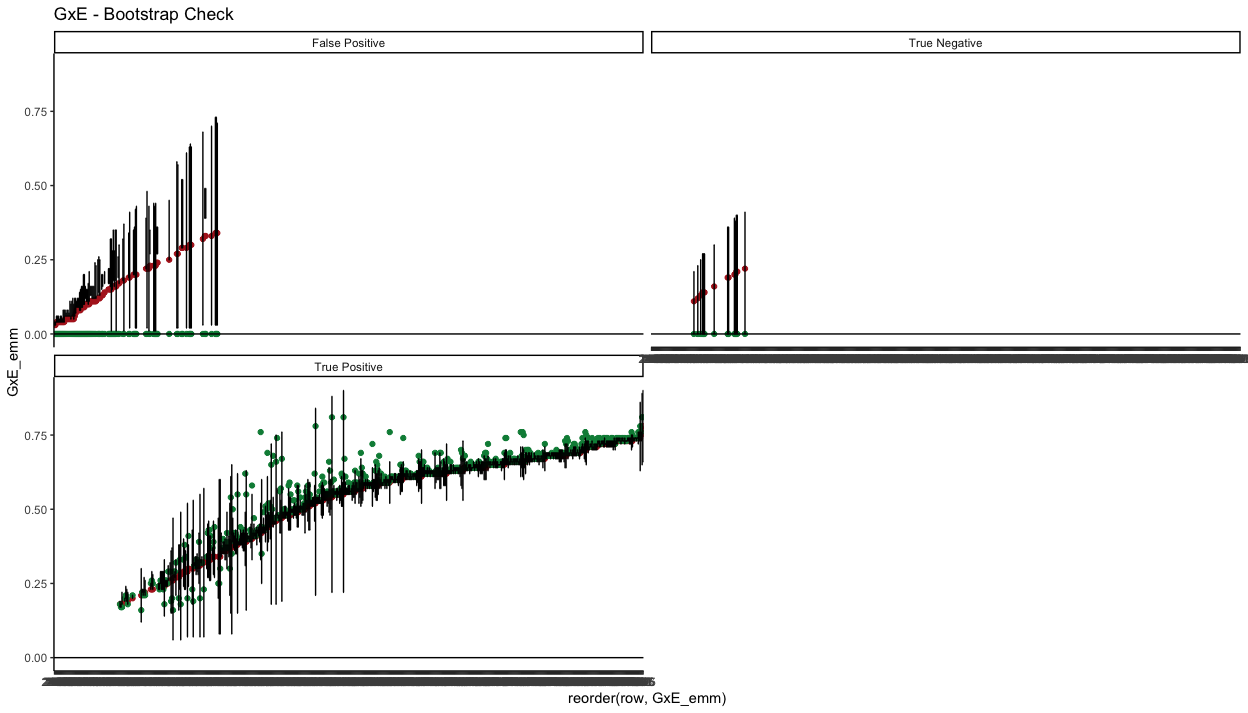 GxE - Bootstrap Check
False Positive
True Negative
0.75
0.50
0.25
0.00
GxE_emm
True Positive
0.75
0.50
0.25
0.00
reorder(row, GxE_emm)